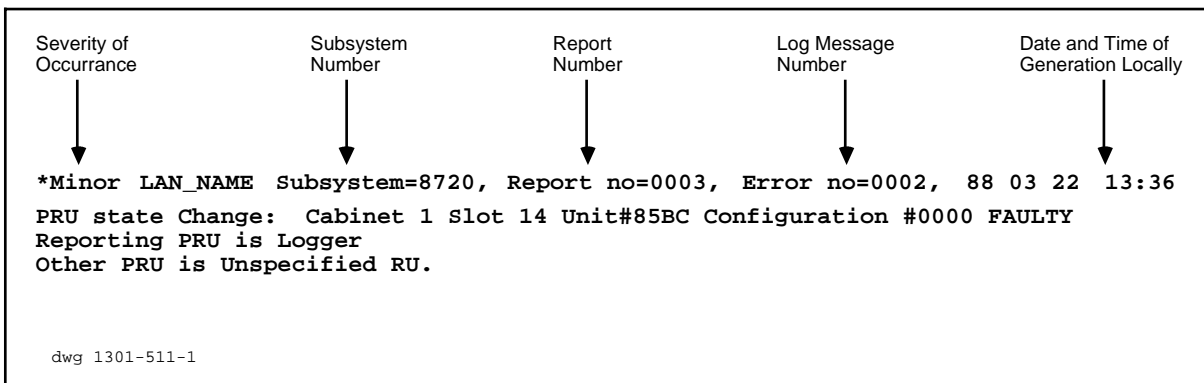 Severity of
Occurrance
Subsystem
Number
Report
Number
Log Message
Number
Date and Time of
Generation Locally
*Minor LAN_NAME Subsystem=8720, Report no=0003, Error no=0002, 88 03 22 13:36
PRU state Change: Cabinet 1 Slot 14 Unit#85BC Configuration #0000 FAULTY
Reporting PRU is Logger
Other PRU is Unspecified RU.
dwg 1301-511-1